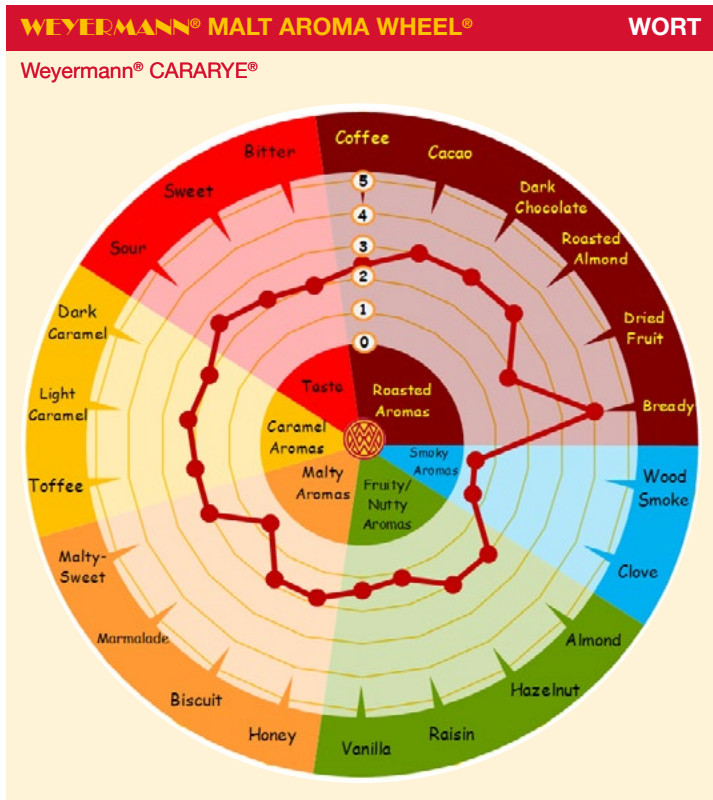 WEYERMANN® MALT AROMA WHEEL®
WORT
Weyermann® CARARYE®
Coffee
Cacao
Dark
Chocolate
Roasted
Almond
Dried
Fruit
Bready
Wood
Smoke
Clove
Almond
Hazelnut
Raisin
Vanilla
Honey
Biscuit
Marmalade
Malty-
Sweet
Toffee
Light
Caramel
Dark
Caramel
Sour
Sweet
Bitter
5
4
3
2
1
0
Taste
Roasted
Aromas
Caramel
Aromas
Smoky
Aromas
Malty
Aromas
Fruity/
Nutty
Aromas